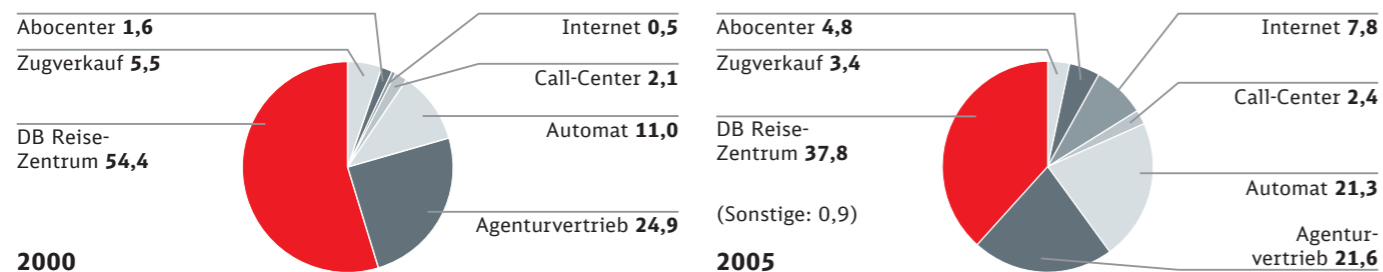 Abocenter 1,6
Zugverkauf 5,5
DB Reise-
Zentrum 54,4
2000
Internet 0,5
Call-Center 2,1
Automat 11,0
Agenturvertrieb 24,9
Abocenter 4,8
Zugverkauf 3,4
DB Reise-
Zentrum 37,8
(Sonstige: 0,9)
2005
Internet 7,8
Call-Center 2,4
Automat 21,3
Agentur-
vertrieb 21,6